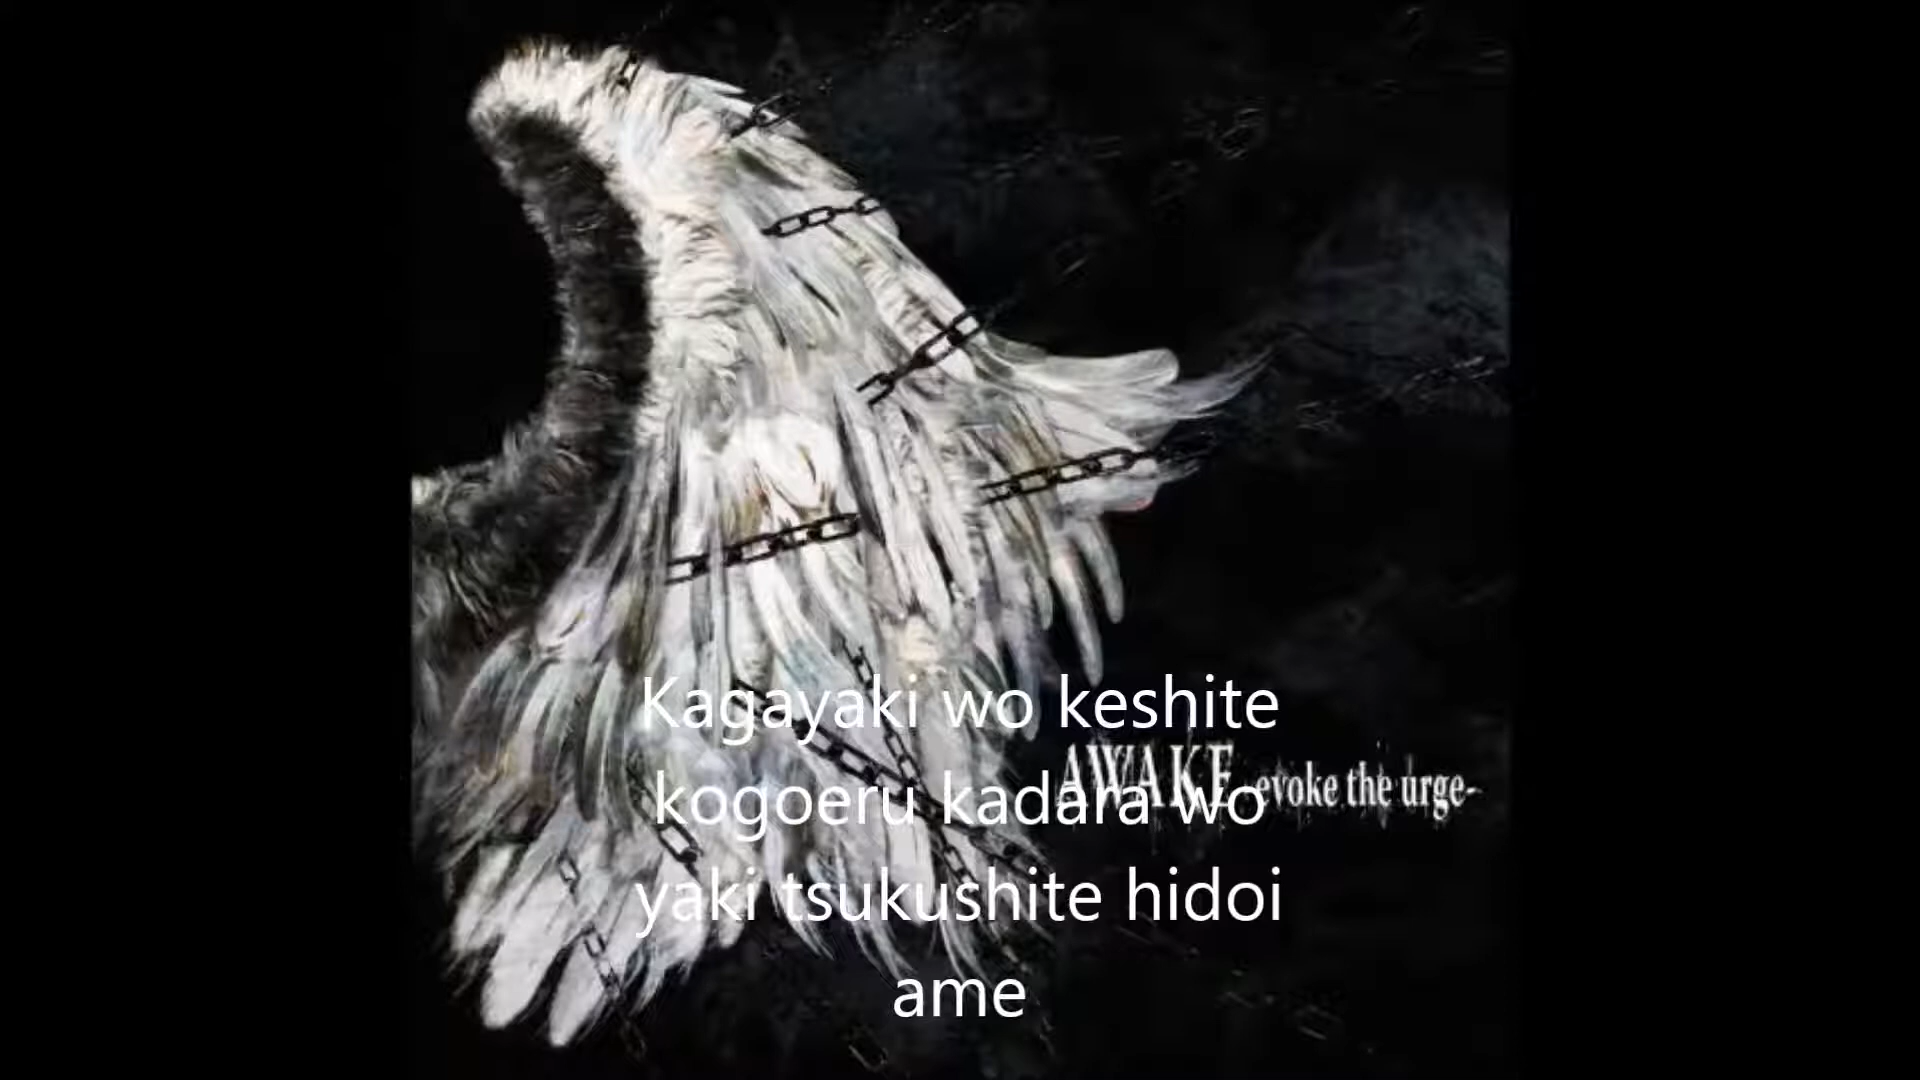 Kagayaki wo keshite
AWAKE -evoke the urge-
kogoeru kadara wo
yaki tsukushite hidoi
ame